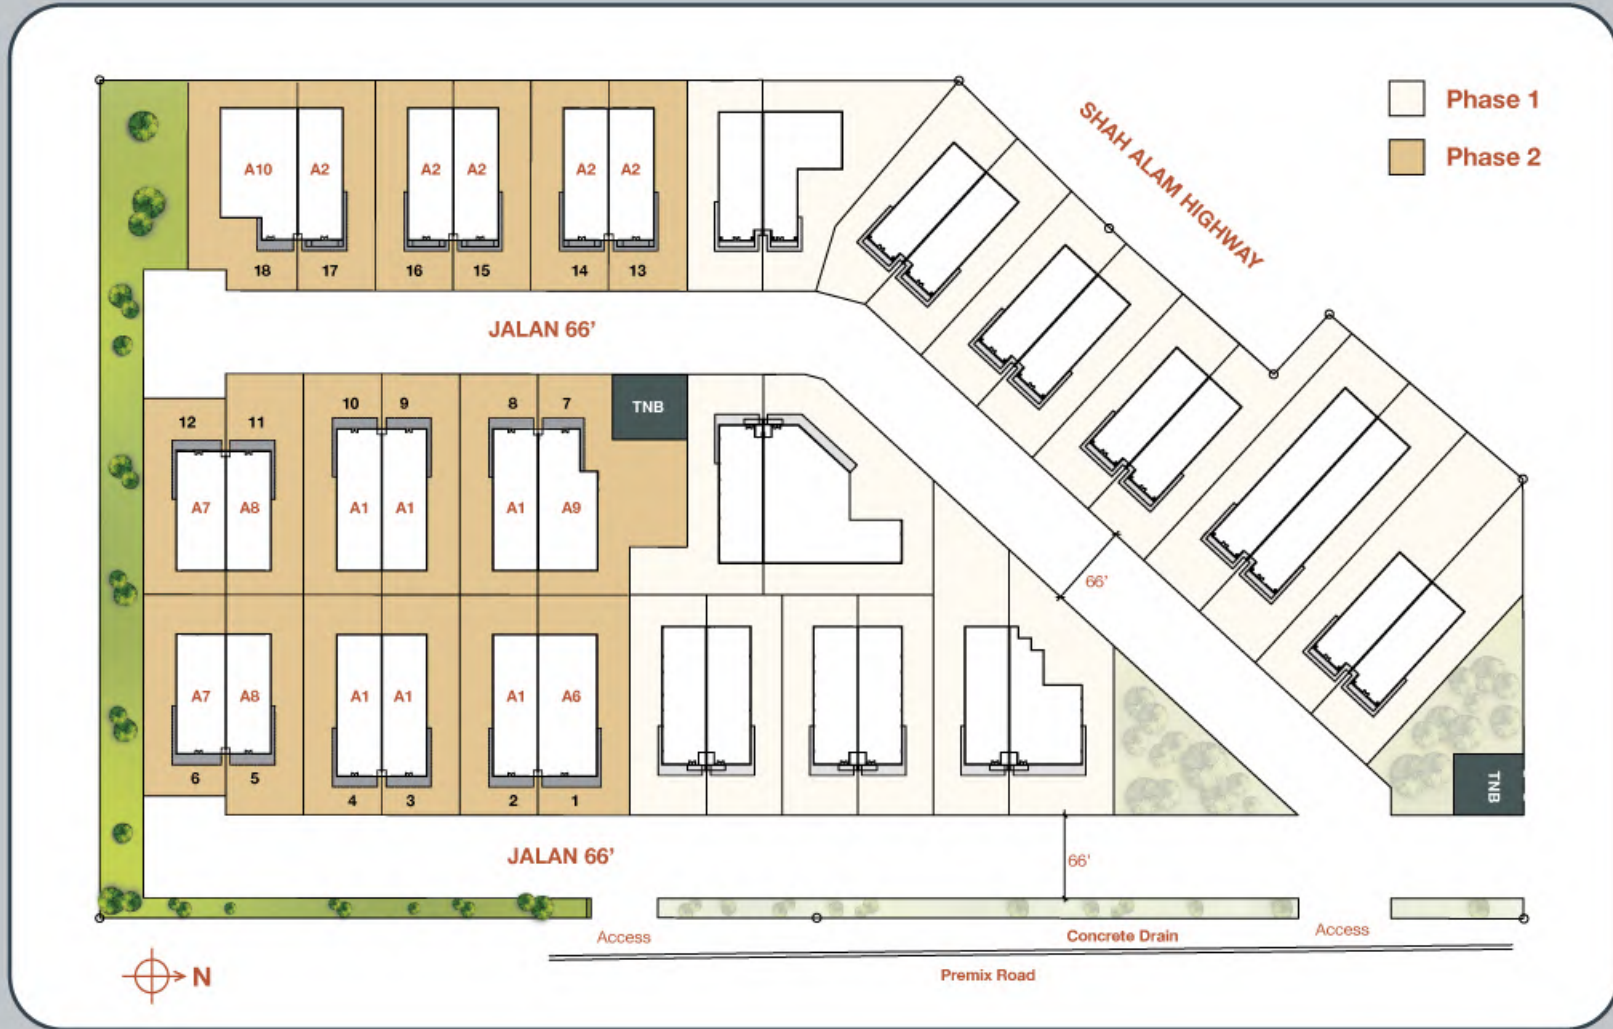 Phase 1
Phase 2
SHAH ALAM HIGHWAY
A10 A2 A2 A2 A2 A2
18 17 16 15 14 13
JALAN 66’
TNB
12 11 10 9 8 7
A7 A8 A1 A1 A1 A9
66’
A7 A8 A1 A1 A1 A6
6 5 4 3 2 1
TNB
JALAN 66’
66’
Access
Concrete Drain
Access
Premix Road
N